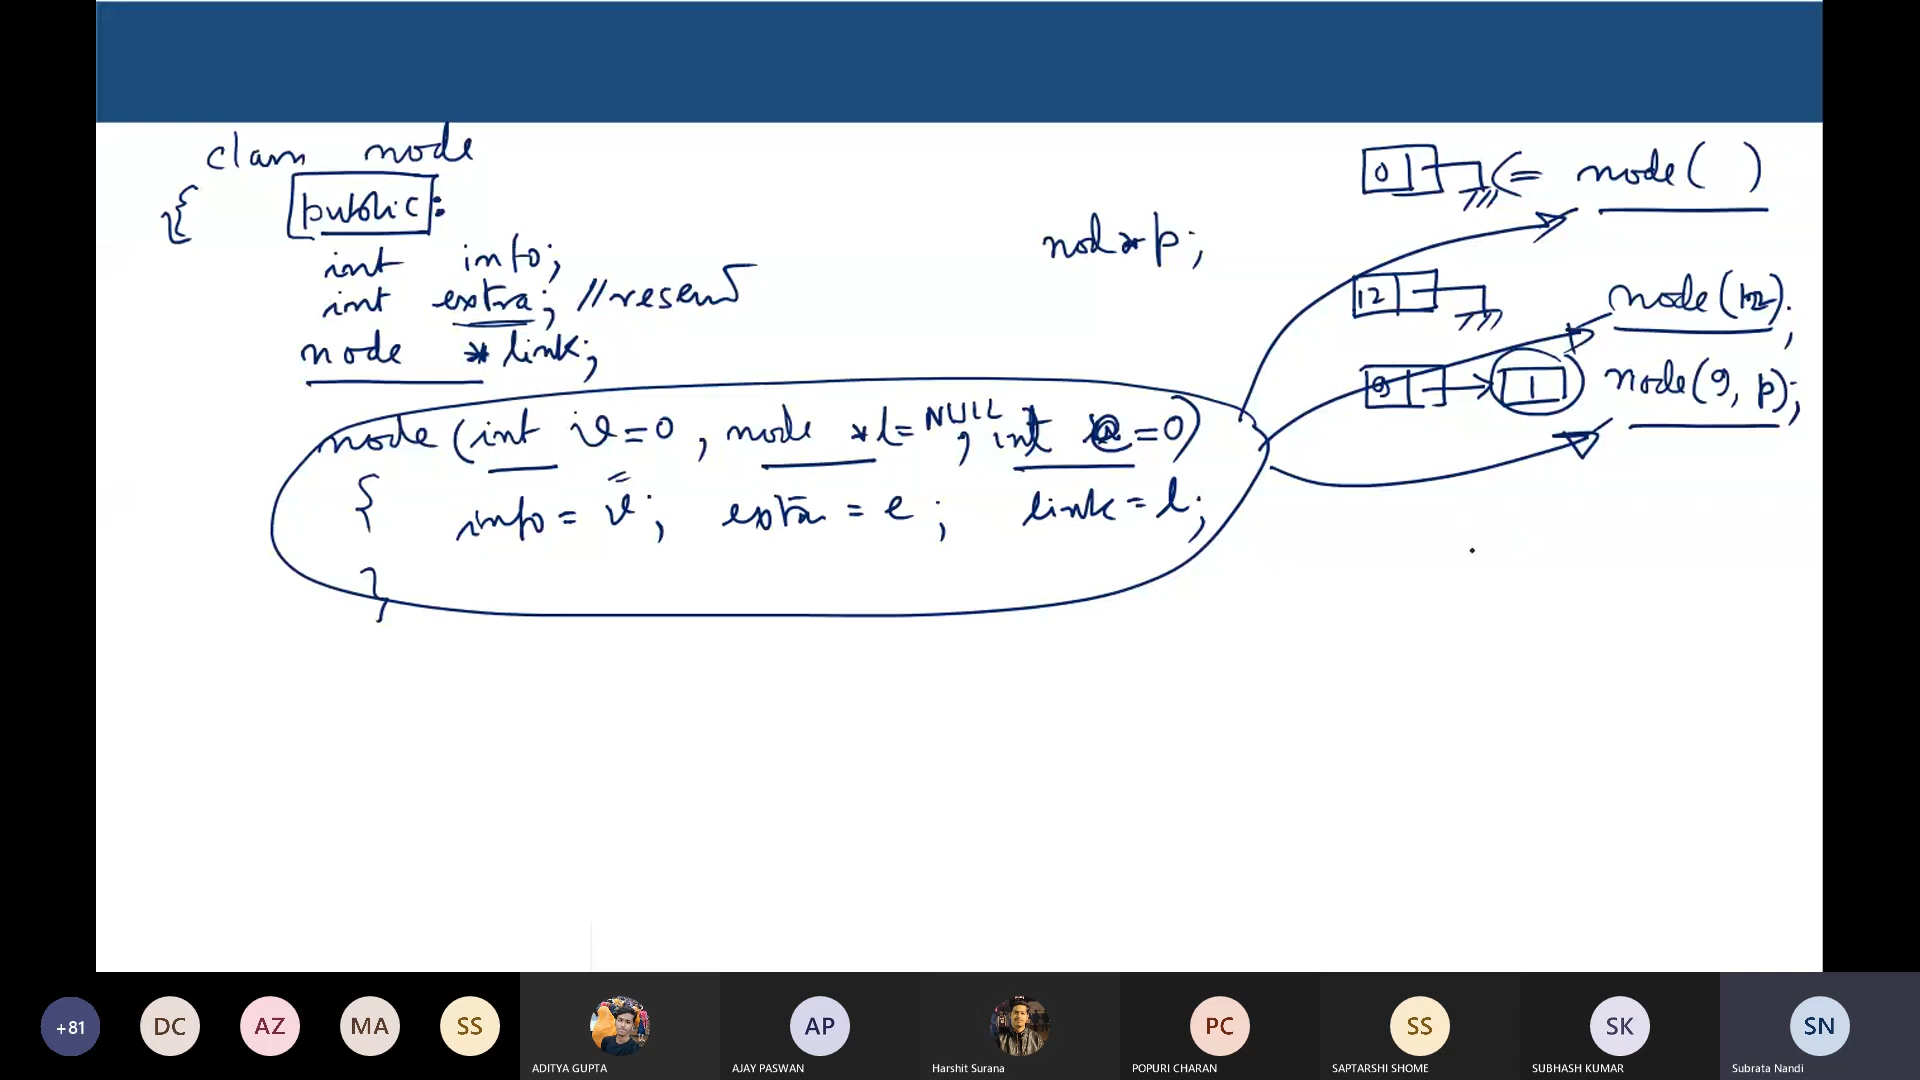 class node
{ public:
int info;
int extra; //reserv
node *link;
node (int v=0, node *l=NULL, int e=0)
{ info = v; extra = e; link = l;
}
node *p;
0 <= node( )
12 node(12);
9 1 node(9, p);
+81
DC
AZ
MA
SS
ADITYA GUPTA
AP
AJAY PASWAN
Harshit Surana
PC
POPURI CHARAN
SS
SAPTARSHI SHOME
SK
SUBHASH KUMAR
SN
Subrata Nandi